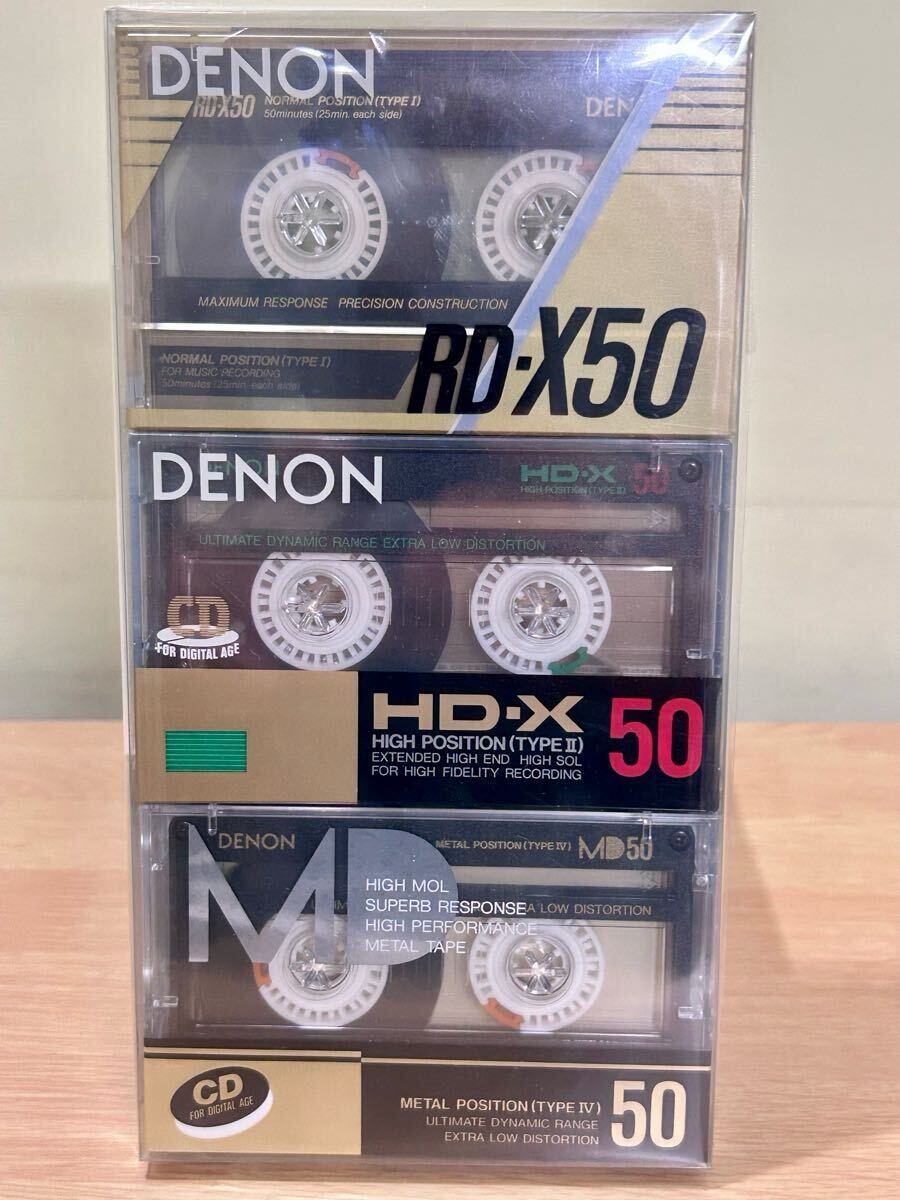 DENON
RD-X50 NORMAL POSITION (TYPE I)
50minutes (25min. each side)
DEN
MAXIMUM RESPONSE PRECISION CONSTRUCTION
RD-X50
NORMAL POSITION (TYPE I)
FOR MUSIC RECORDING
50minutes (25min. each side)
DENON
DENON
HD-X 50
HIGH POSITION (TYPE II)
ULTIMATE DYNAMIC RANGE EXTRA LOW DISTORTION
CD
FOR DIGITAL AGE
HD-X 50
HIGH POSITION (TYPE II)
EXTENDED HIGH END HIGH SOL
FOR HIGH FIDELITY RECORDING
DENON
METAL POSITION (TYPE IV) MD50
MD
HIGH MOL
SUPERB RESPONSE
A LOW DISTORTION
HIGH PERFORMANCE
METAL TAPE
CD
FOR DIGITAL AGE
METAL POSITION (TYPE IV) 50
ULTIMATE DYNAMIC RANGE
EXTRA LOW DISTORTION